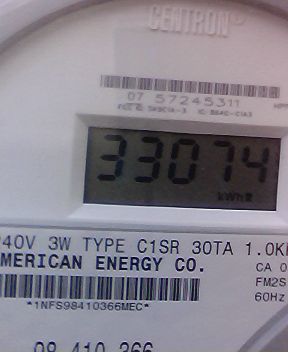 CENTRON®
07 57245311
33074
kWh
240V 3W TYPE C1SR 30TA 1.0K
AMERICAN ENERGY CO.
CA 0
FM2S
60Hz
*1NFS98410366MEC*
98 410 366